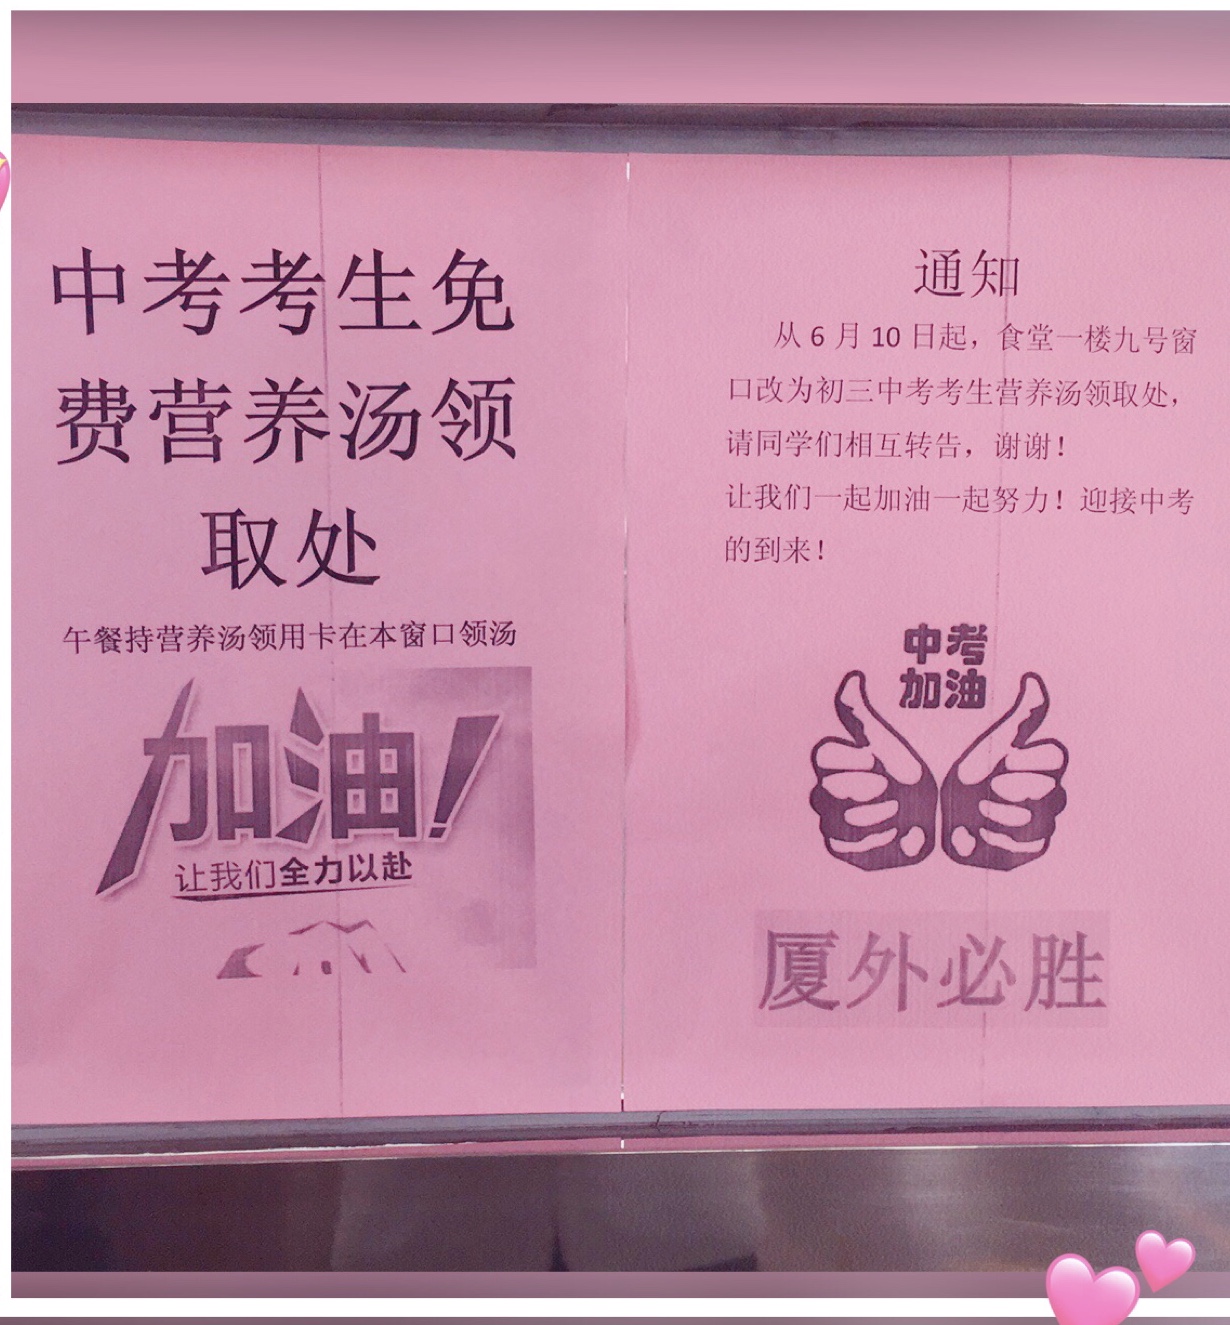 中考考生免
费营养汤领
取处
午餐持营养汤领用卡在本窗口领汤
加油!
让我们全力以赴
通知
从 6 月 10 日起，食堂一楼九号窗
口改为初三中考考生营养汤领取处，
请同学们相互转告，谢谢！
让我们一起加油一起努力！迎接中考
的到来！
中考
加油
厦外必胜